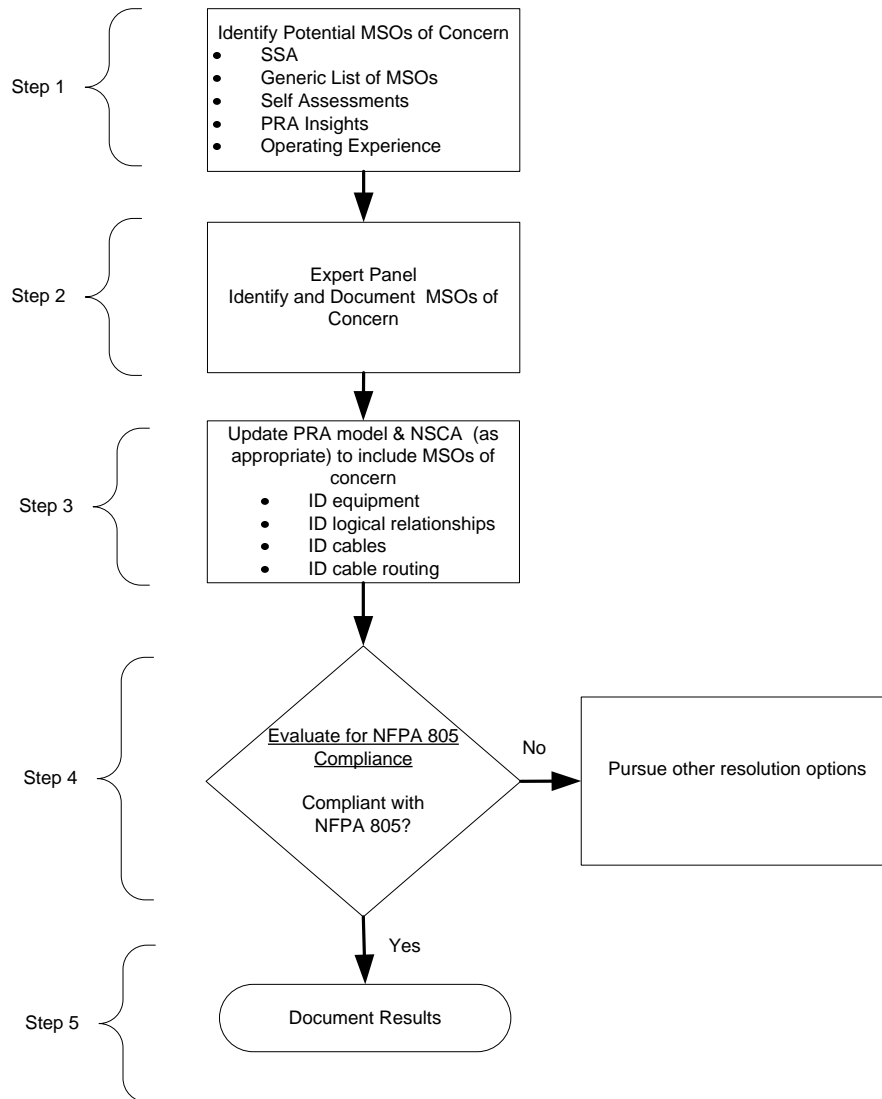 Step 1
Identify Potential MSOs of Concern
• SSA
• Generic List of MSOs
• Self Assessments
• PRA Insights
• Operating Experience
Step 2
Expert Panel
Identify and Document MSOs of
Concern
Step 3
Update PRA model & NSCA (as
appropriate) to include MSOs of
concern
• ID equipment
• ID logical relationships
• ID cables
• ID cable routing
Step 4
Evaluate for NFPA 805
Compliance
Compliant with
NFPA 805?
No
Pursue other resolution options
Yes
Step 5
Document Results